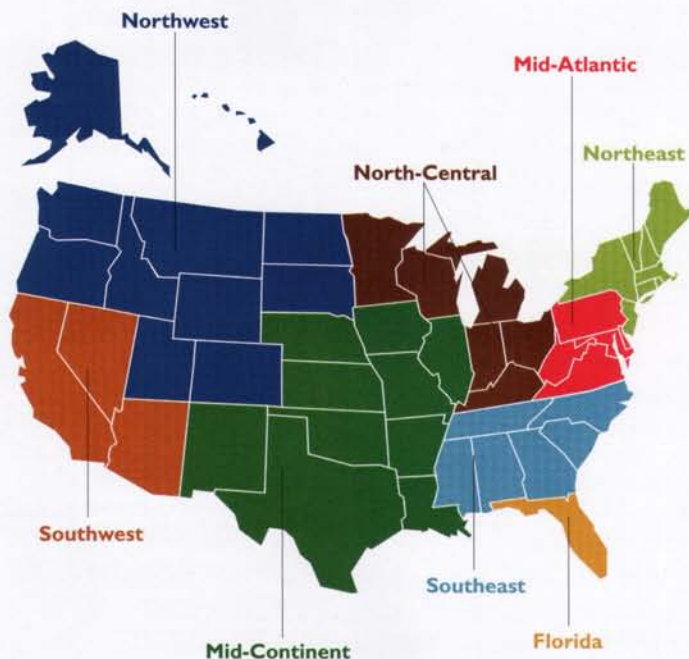 Northwest
Mid-Atlantic
Northeast
North-Central
Southwest
Southeast
Florida
Mid-Continent